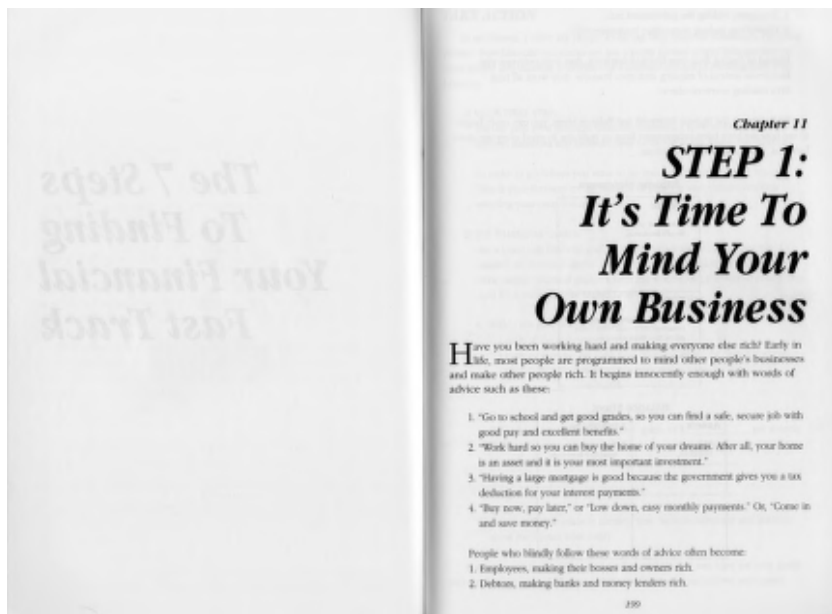 The 7 Steps
To Finding
Your Financial
Fast Track
Chapter 11
STEP 1:
It's Time To
Mind Your
Own Business
Have you been working hard and making everyone else rich? Early in
life, most people are programmed to mind other people's businesses
and make other people rich. It begins innocently enough with words of
advice such as these:
1. "Go to school and get good grades, so you can find a safe, secure job with
good pay and excellent benefits."
2. "Work hard so you can buy the home of your dreams. After all, your home
is an asset and it is your most important investment."
3. "Having a large mortgage is good because the government gives you a tax
deduction for your interest payments."
4. "Buy now, pay later," or "Low down, easy monthly payments." Or, "Come in
and save money."
People who blindly follow these words of advice often become:
1. Employees, making their bosses and owners rich.
2. Debtors, making banks and money lenders rich.
199